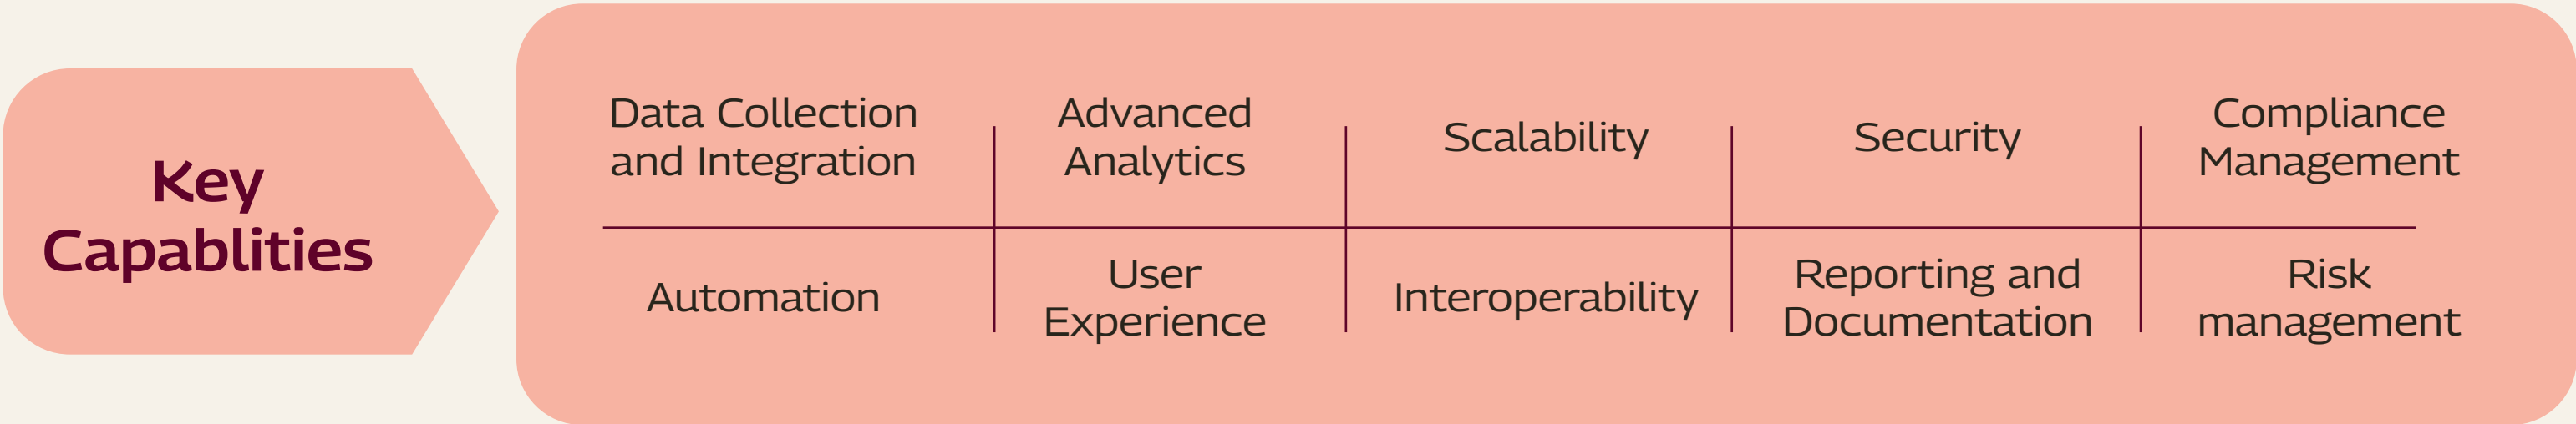 Key
Capablities
Data Collection
and Integration
Advanced
Analytics
Scalability
Security
Compliance
Management
Automation
User
Experience
Interoperability
Reporting and
Documentation
Risk
management